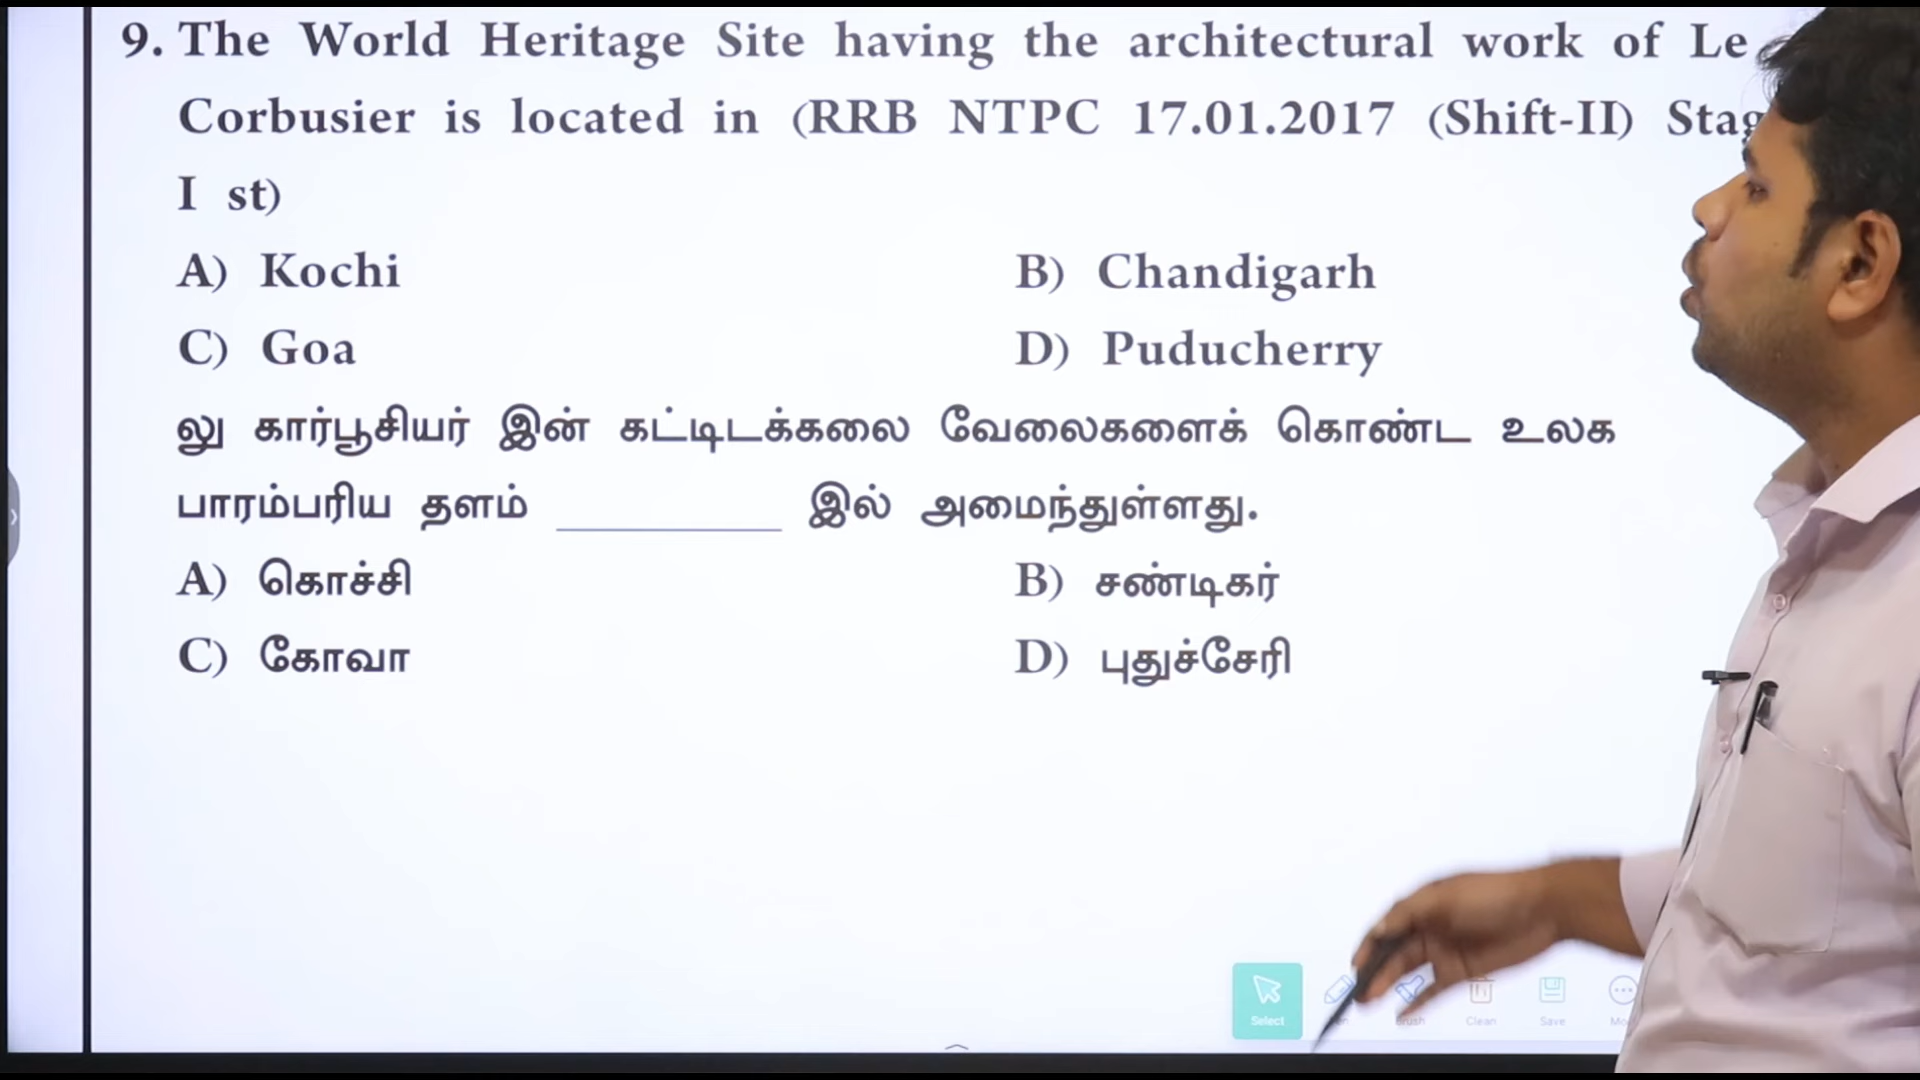 9. The World Heritage Site having the architectural work of Le
Corbusier is located in (RRB NTPC 17.01.2017 (Shift-II)
I st)
A) Kochi B) Chandigarh
C) Goa D) Puducherry
லு கார்பூசியர் இன் கட்டிடக்கலை வேலைகளைக் கொண்ட உலக
பாரம்பரிய தளம் __________ இல் அமைந்துள்ளது.
A) கொச்சி B) சண்டிகர்
C) கோவா D) புதுச்சேரி
Select Brush Clean Save